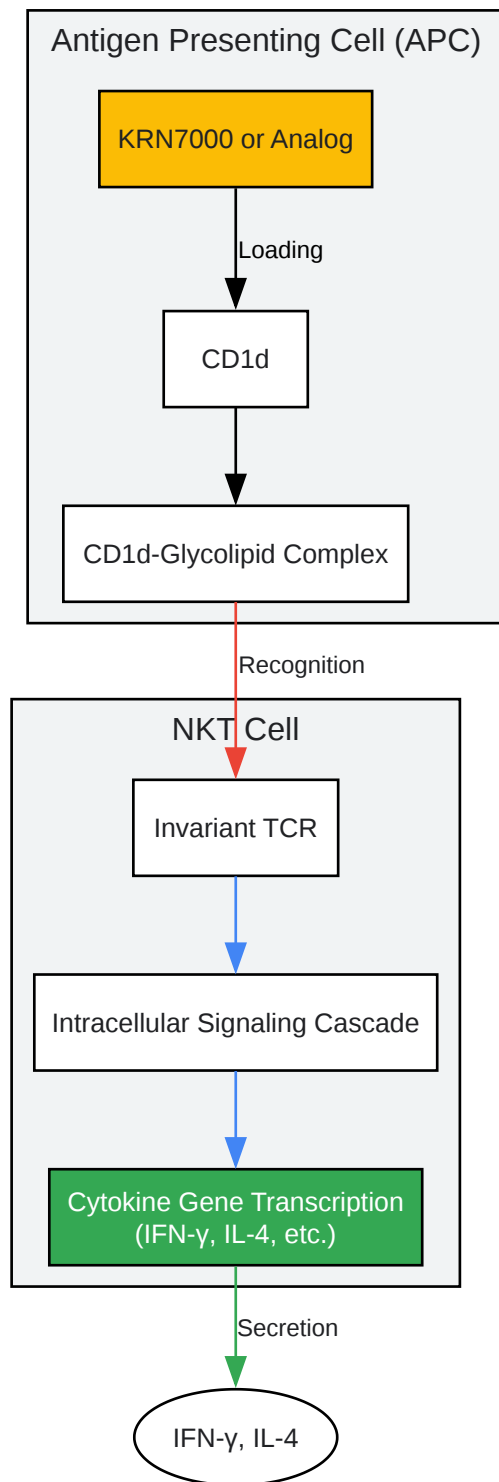 Antigen Presenting Cell (APC)
KRN7000 or Analog
Loading
CD1d
CD1d-Glycolipid Complex
Recognition
NKT Cell
Invariant TCR
Intracellular Signaling Cascade
Cytokine Gene Transcription
(IFN-γ, IL-4, etc.)
Secretion
IFN-γ, IL-4